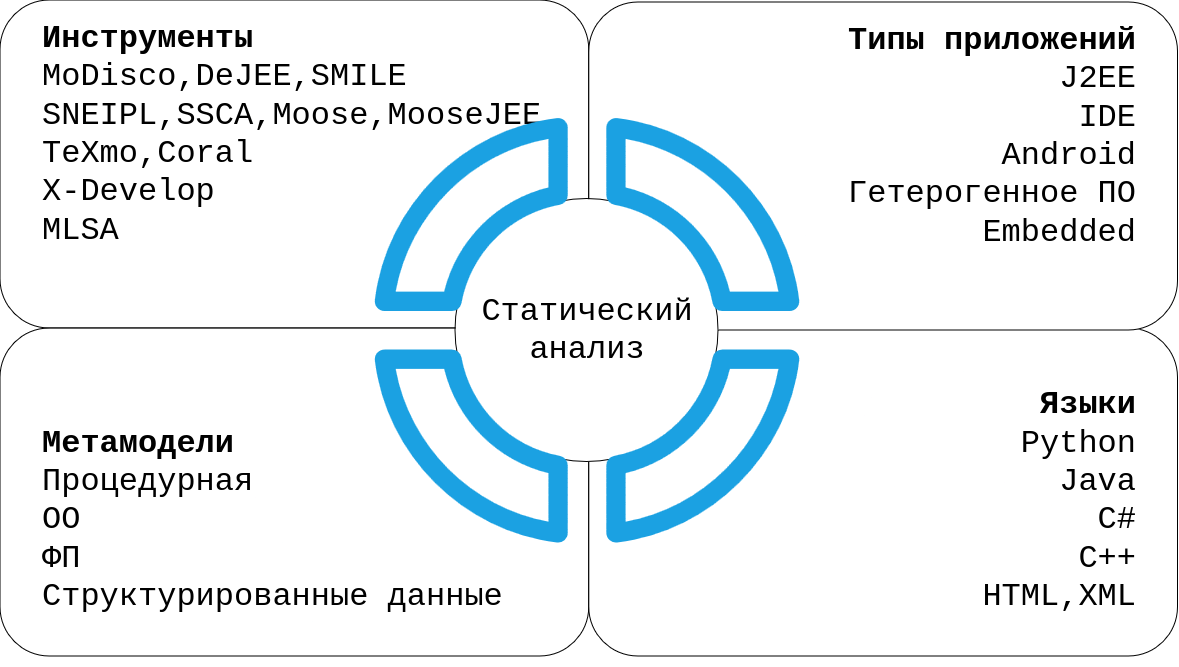 Инструменты
MoDisco,DeJEE,SMILE
SNEIPL,SSCA,Moose,MooseJEE
TeXmo,Coral
X-Develop
MLSA
Типы приложений
J2EE
IDE
Android
Гетерогенное ПО
Embedded
Статический
анализ
Метамодели
Процедурная
ОО
ФП
Структурированные данные
Языки
Python
Java
C#
C++
HTML,XML